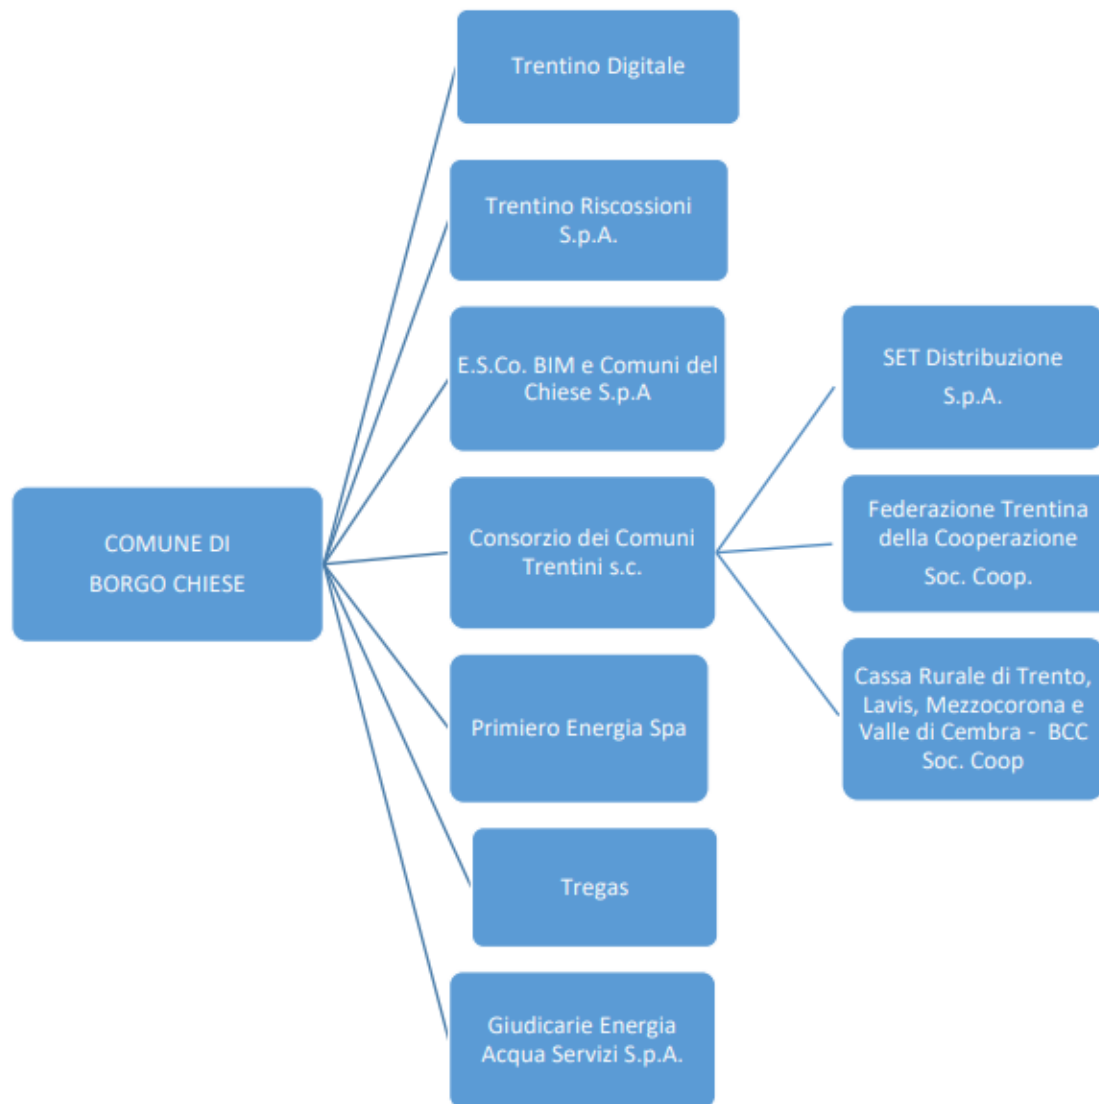 COMUNE DI
BORGO CHIESE
Trentino Digitale
Trentino Riscossioni
S.p.A.
E.S.Co. BIM e Comuni del
Chiese S.p.A
Consorzio dei Comuni
Trentini s.c.
Primiero Energia Spa
Tregas
Giudicarie Energia
Acqua Servizi S.p.A.
SET Distribuzione
S.p.A.
Federazione Trentina
della Cooperazione
Soc. Coop.
Cassa Rurale di Trento,
Lavis, Mezzocorona e
Valle di Cembra - BCC
Soc. Coop